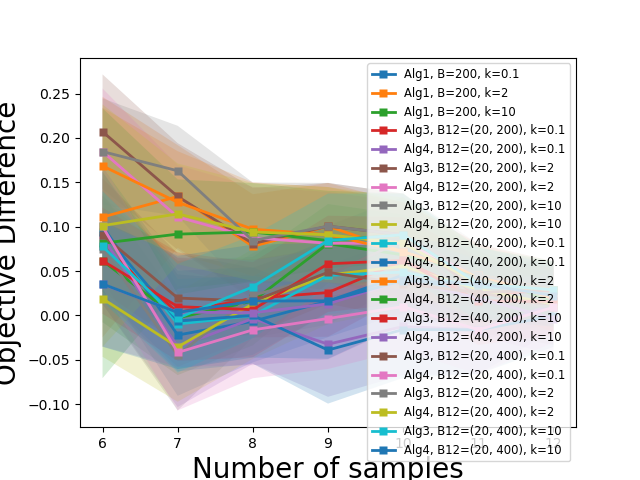 Objective Difference
0.25
0.20
0.15
0.10
0.05
0.00
−0.05
−0.10
Alg1, B=200, k=0.1
Alg1, B=200, k=2
Alg1, B=200, k=10
Alg3, B12=(20, 200), k=0.1
Alg4, B12=(20, 200), k=0.1
Alg3, B12=(20, 200), k=2
Alg4, B12=(20, 200), k=2
Alg3, B12=(20, 200), k=10
Alg4, B12=(20, 200), k=10
Alg3, B12=(40, 200), k=0.1
Alg4, B12=(40, 200), k=0.1
Alg3, B12=(40, 200), k=2
Alg4, B12=(40, 200), k=2
Alg3, B12=(40, 200), k=10
Alg4, B12=(40, 200), k=10
Alg3, B12=(20, 400), k=0.1
Alg4, B12=(20, 400), k=0.1
Alg3, B12=(20, 400), k=2
Alg4, B12=(20, 400), k=2
Alg3, B12=(20, 400), k=10
Alg4, B12=(20, 400), k=10
6 7 8 9 10 11 12
Number of samples